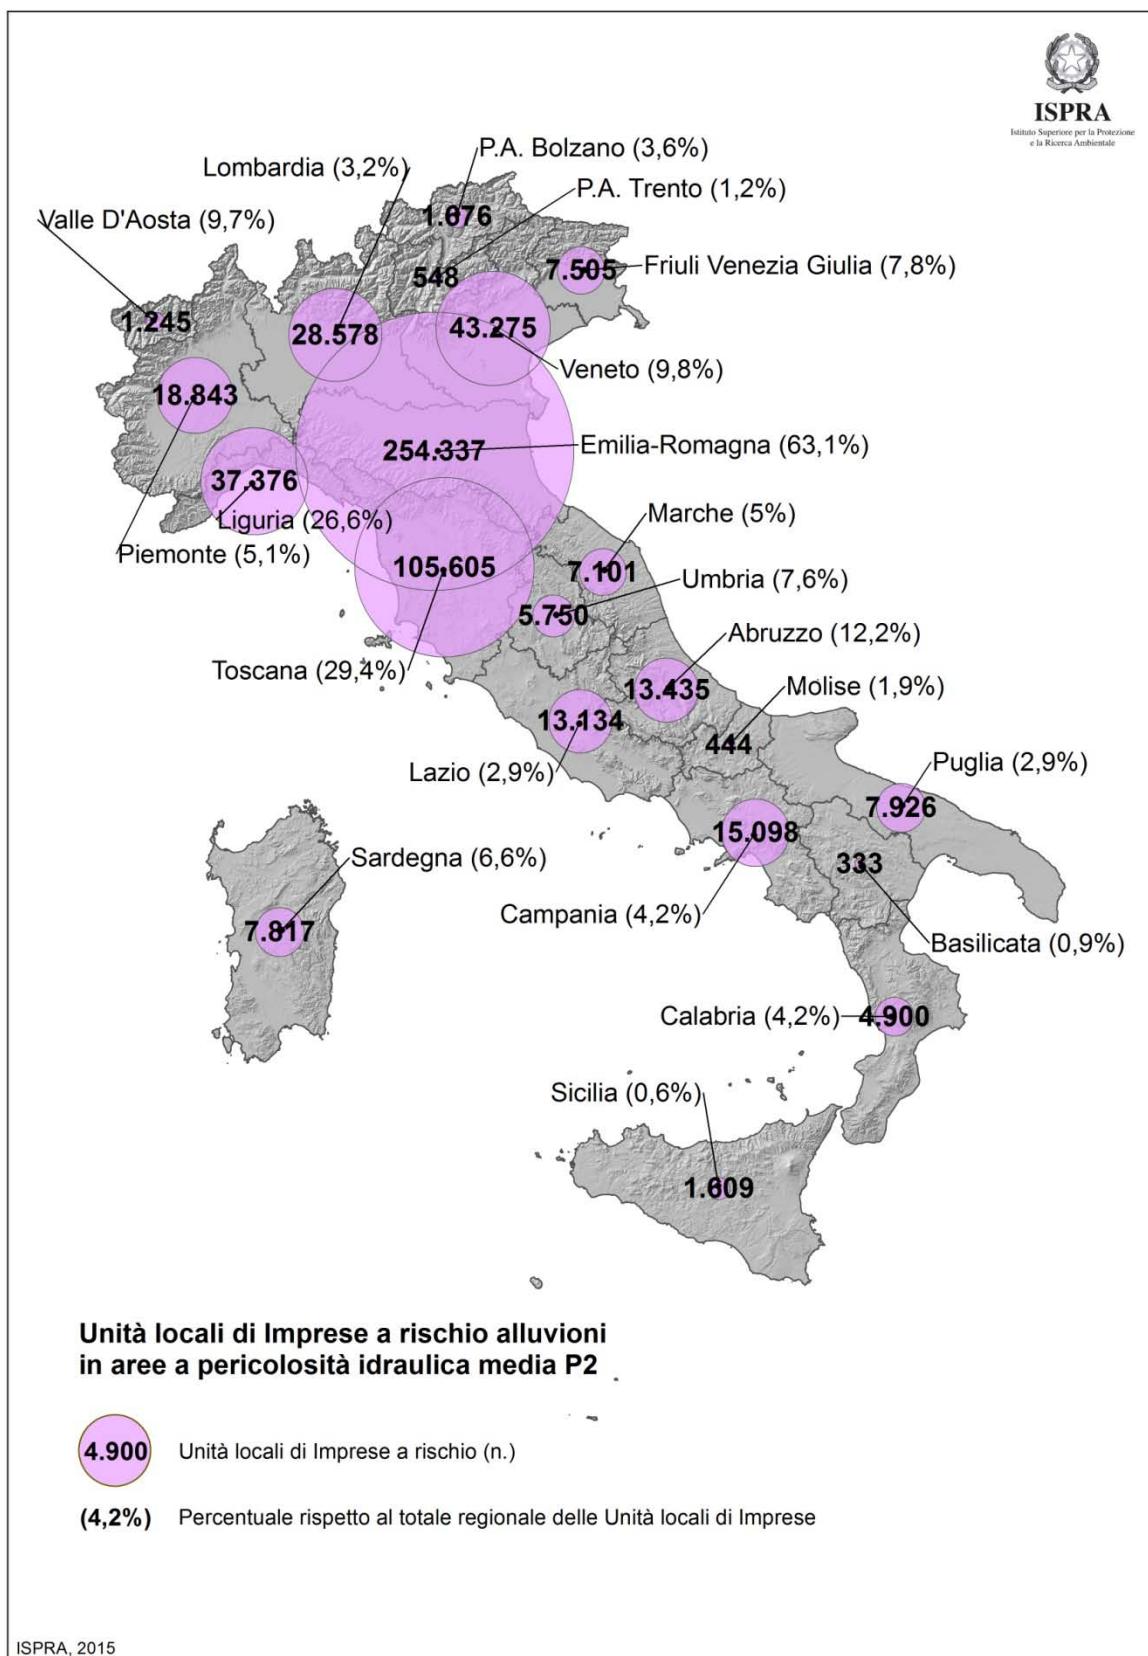 ISPRA
Istituto Superiore per la Protezione
e la Ricerca Ambientale
P.A. Bolzano (3,6%)
Lombardia (3,2%)
P.A. Trento (1,2%)
Valle D'Aosta (9,7%)
1.676
548
7.505
Friuli Venezia Giulia (7,8%)
1.245
28.578
43.275
Veneto (9,8%)
18.843
254.337
Emilia-Romagna (63,1%)
37.376
Liguria (26,6%)
Piemonte (5,1%)
Marche (5%)
105.605
7.101
Umbria (7,6%)
5.750
Abruzzo (12,2%)
Toscana (29,4%)
13.435
Molise (1,9%)
13.134
444
Lazio (2,9%)
Puglia (2,9%)
7.926
15.098
Sardegna (6,6%)
333
Campania (4,2%)
7.817
Basilicata (0,9%)
Calabria (4,2%)
4.900
Sicilia (0,6%)
1.609
Unità locali di Imprese a rischio alluvioni
in aree a pericolosità idraulica media P2
4.900
Unità locali di Imprese a rischio (n.)
(4,2%)
Percentuale rispetto al totale regionale delle Unità locali di Imprese
ISPRA, 2015